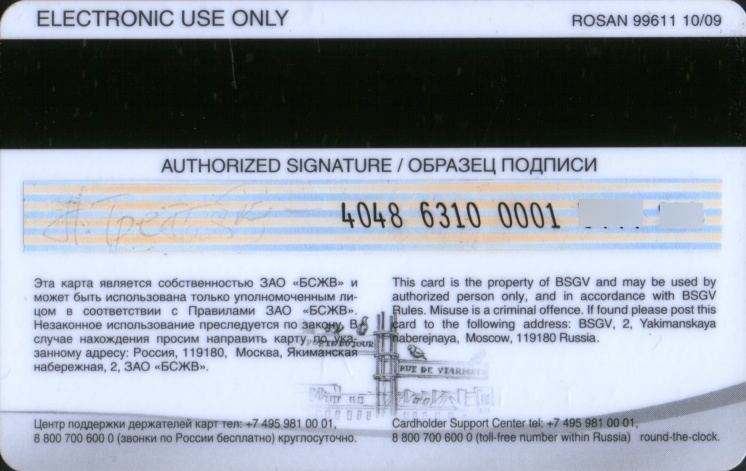 ELECTRONIC USE ONLY
ROSAN 99611 10/09
AUTHORIZED SIGNATURE / ОБРАЗЕЦ ПОДПИСИ
4048 6310 0001
Эта карта является собственностью ЗАО «БСЖВ» и
может быть использована только уполномоченным ли-
цом в соответствии с Правилами ЗАО «БСЖВ».
Незаконное использование преследуется по закону. В
случае нахождения просим направить карту по ука-
занному адресу: Россия, 119180, Москва, Якиманская
набережная, 2, ЗАО «БСЖВ».
This card is the property of BSGV and may be used by
authorized person only, and in accordance with BSGV
Rules. Misuse is a criminal offence. If found please post this
card to the following address: BSGV, 2, Yakimanskaya
naberejnaya, Moscow, 119180 Russia.
RUE DE VIARMES
Центр поддержки держателей карт тел: +7 495 981 00 01,
8 800 700 600 0 (звонки по России бесплатно) круглосуточно.
Cardholder Support Center tel: +7 495 981 00 01,
8 800 700 600 0 (toll-free number within Russia) round-the-clock.